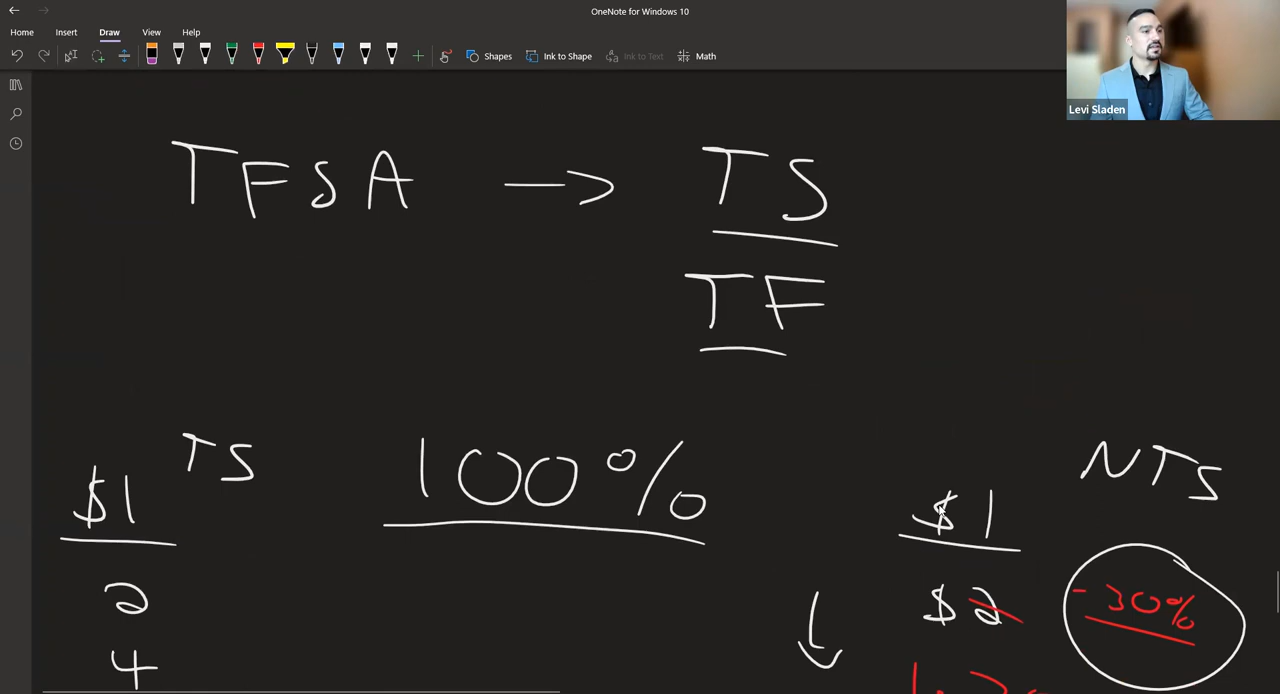 OneNote for Windows 10
Home Insert Draw View Help
Shapes Ink to Shape Ink to Text Math
Levi Sladen
TFSA → TS
TF
TS 100% NTS
$1 $1
2 $2 -30%
4